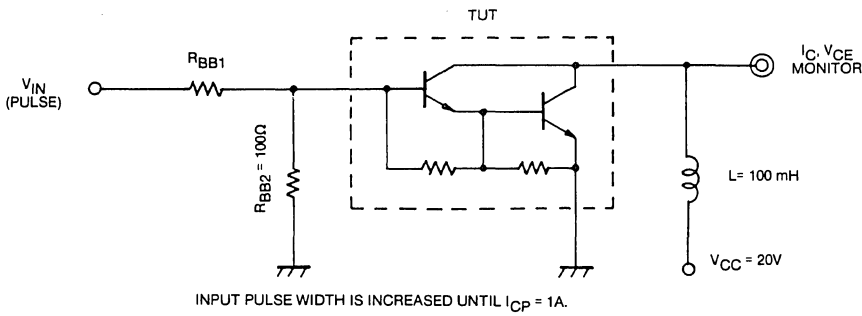 TUT
RBB1
IC, VCE
MONITOR
VIN
(PULSE)
RBB2 = 100Ω
L= 100 mH
VCC = 20V
INPUT PULSE WIDTH IS INCREASED UNTIL ICP = 1A.